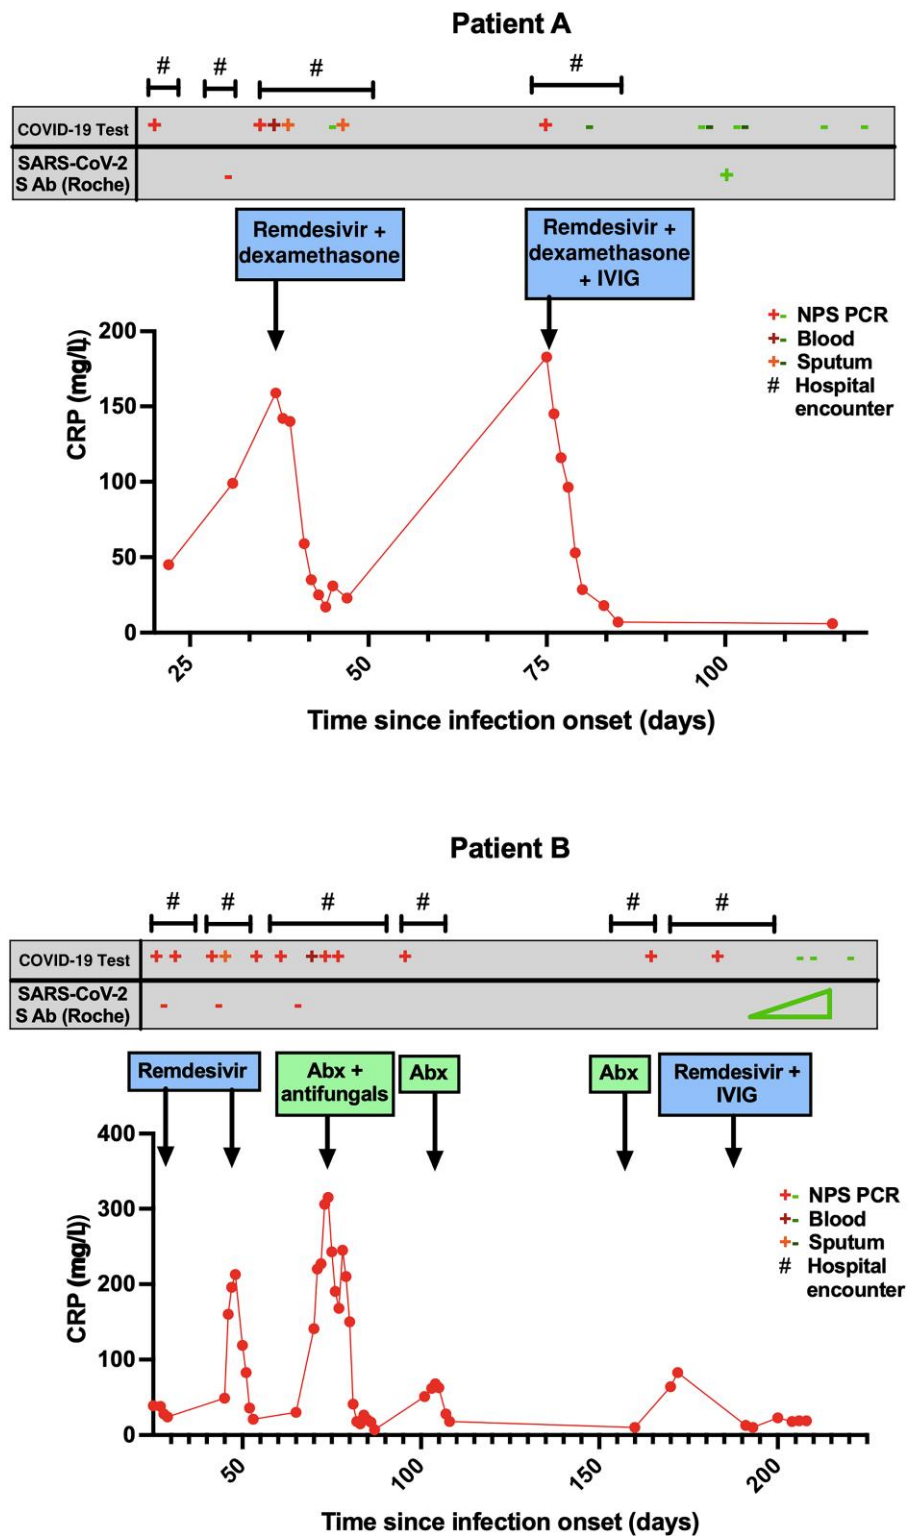 Patient A
# # # #
COVID-19 Test + + + + - + + - - - - - - -
SARS-CoV-2
S Ab (Roche) - +
Remdesivir +
dexamethasone
Remdesivir +
dexamethasone
+ IVIG
+- NPS PCR
+- Blood
+- Sputum
# Hospital
encounter
CRP (mg/L)
200
150
100
50
0
25 50 75 100
Time since infection onset (days)
Patient B
# # # # # #
COVID-19 Test + + + + + + + + + + + + - - -
SARS-CoV-2
S Ab (Roche) - - -
Remdesivir
Abx +
antifungals
Abx
Abx
Remdesivir +
IVIG
+- NPS PCR
+- Blood
+- Sputum
# Hospital
encounter
CRP (mg/L)
400
300
200
100
0
50 100 150 200
Time since infection onset (days)